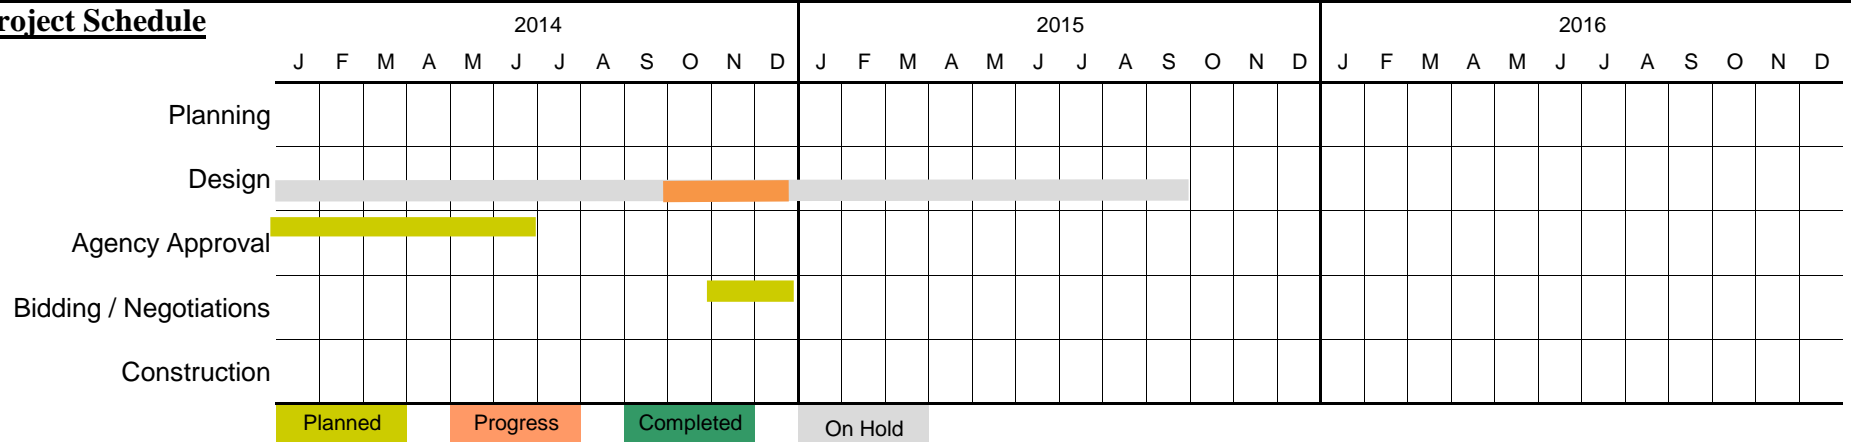 roject Schedule
2014 2015 2016
J F M A M J J A S O N D J F M A M J J A S O N D J F M A M J J A S O N D
Planning
Design
Agency Approval
Bidding / Negotiations
Construction
Planned Progress Completed On Hold